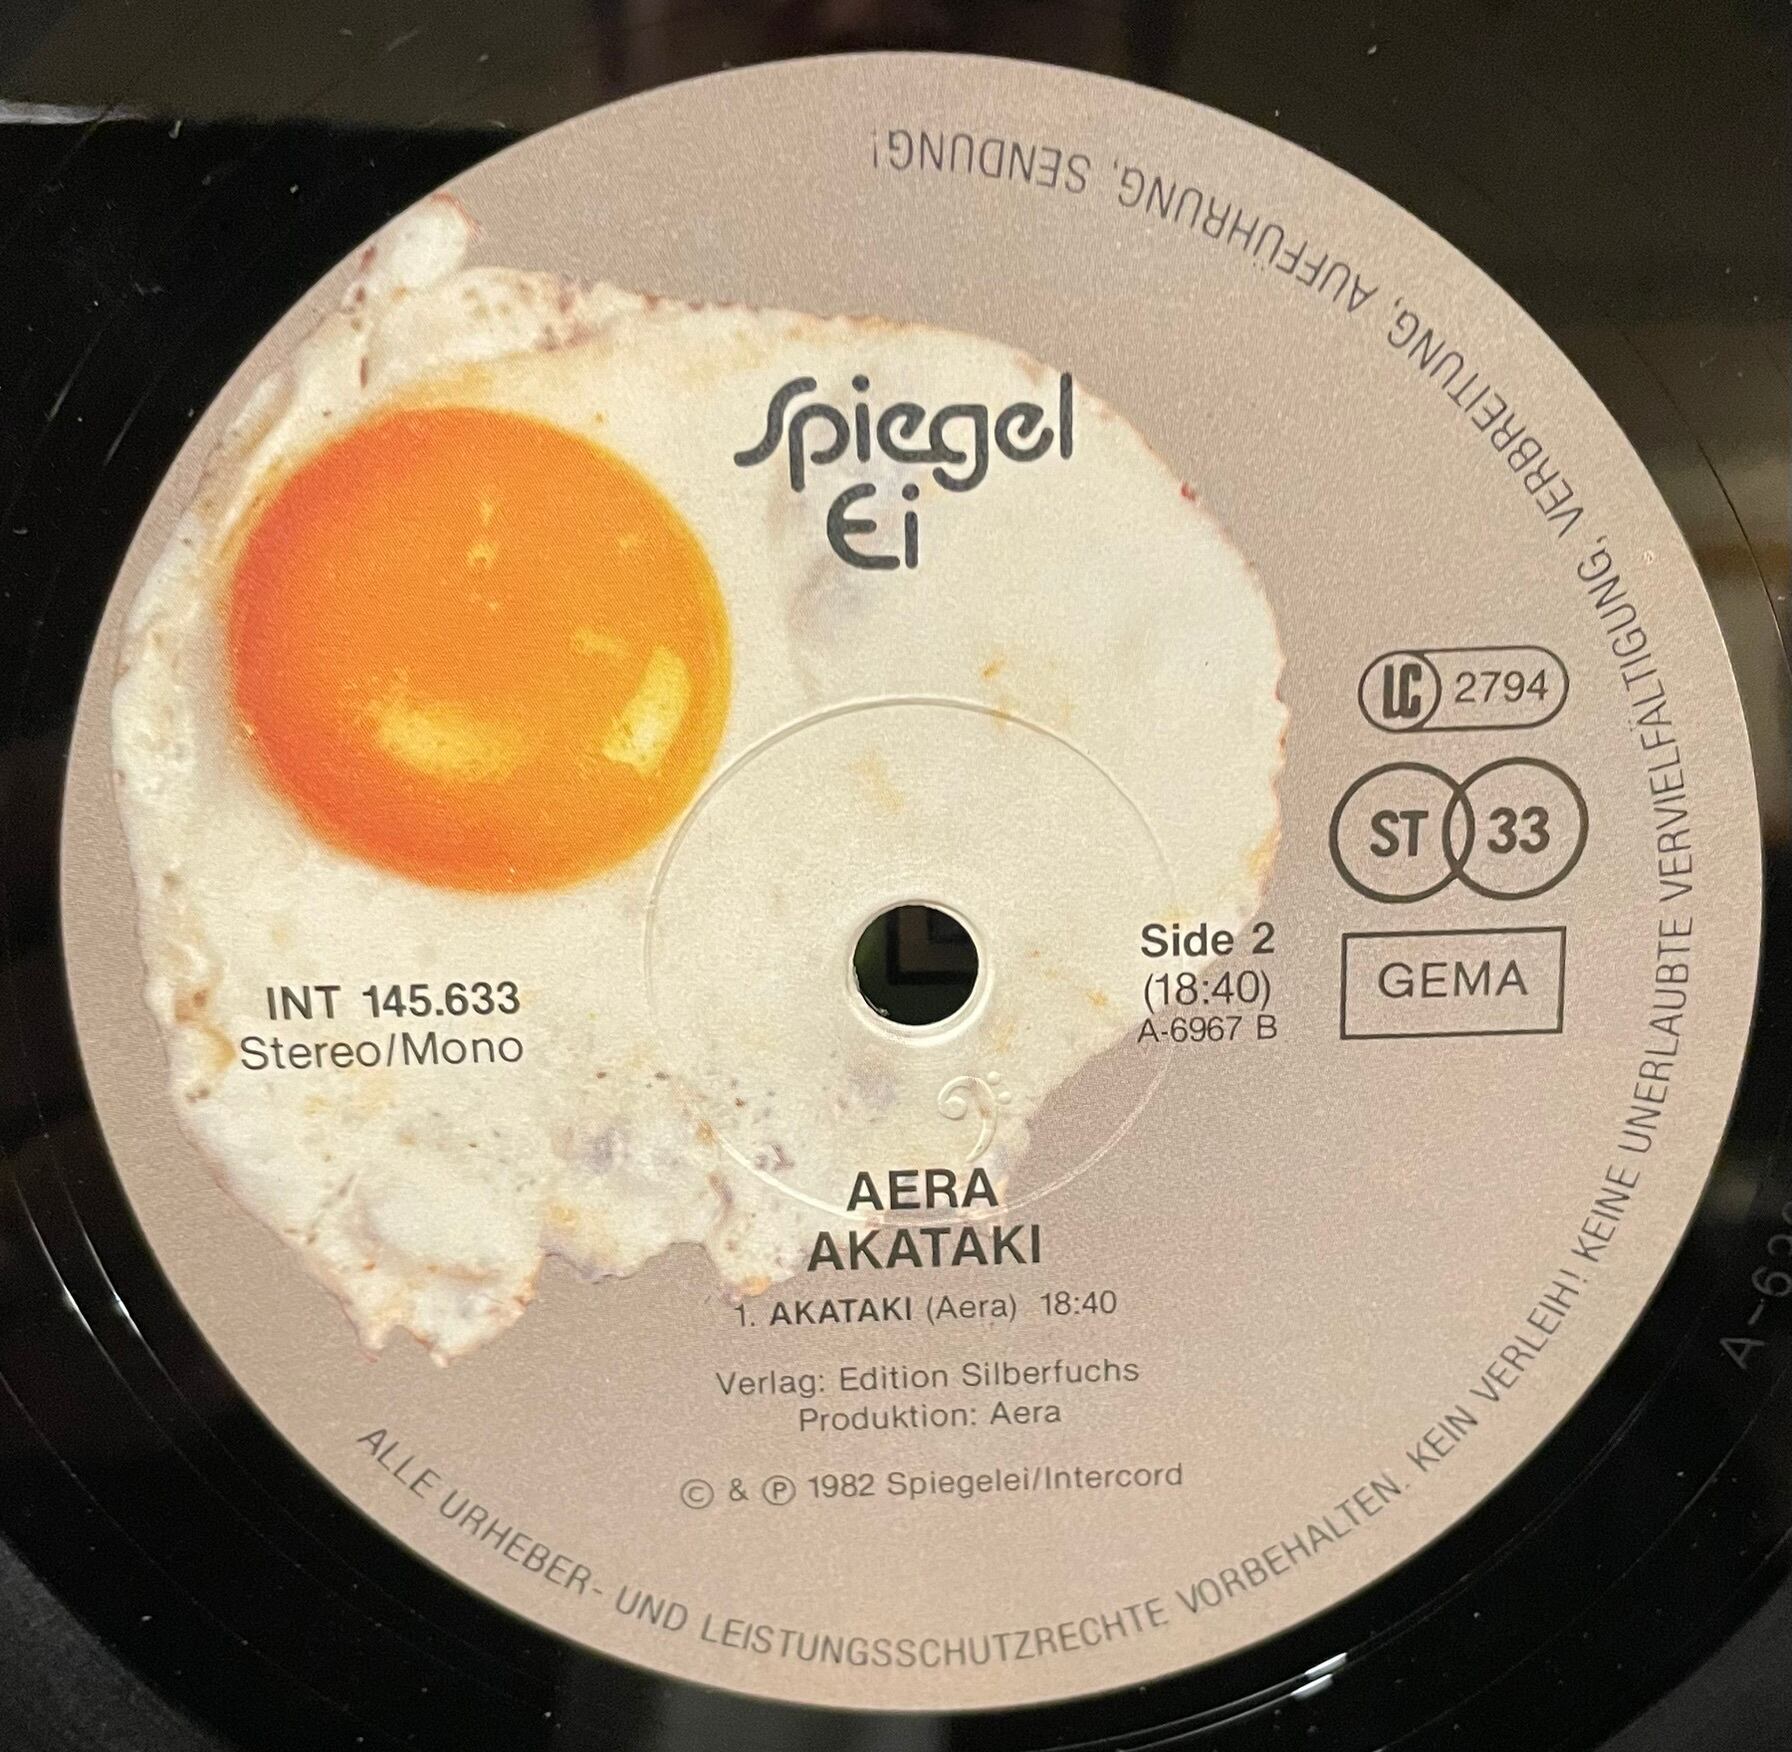 Spiegel
Ei
LC 2794
ST 33
GEMA
Side 2
(18:40)
A-6967 B
INT 145.633
Stereo/Mono
AERA
AKATAKI
1. AKATAKI (Aera) 18:40
Verlag: Edition Silberfuchs
Produktion: Aera
© & ℗ 1982 Spiegelei/Intercord
ALLE URHEBER- UND LEISTUNGSSCHUTZRECHTE VORBEHALTEN. KEIN VERLEIH! KEINE UNERLAUBTE VERVIELFÄLTIGUNG, VERBREITUNG, AUFFÜHRUNG, SENDUNG!